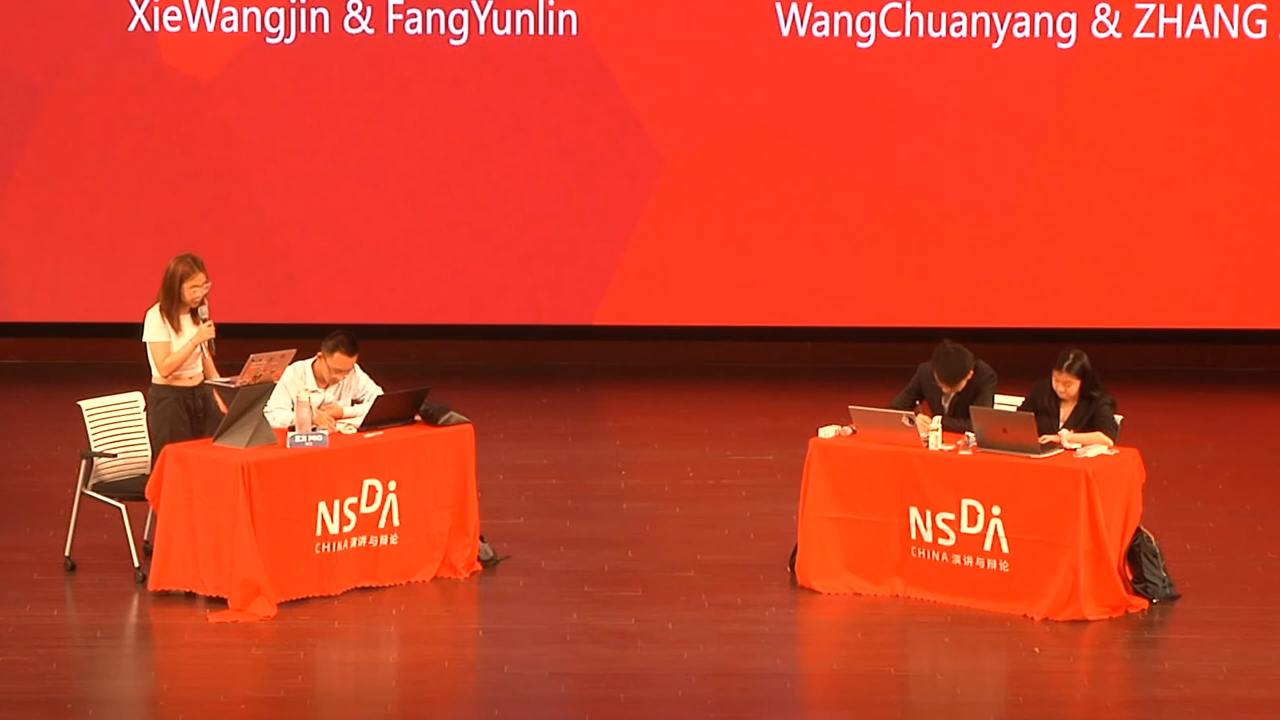 XieWangjin & FangYunlin
WangChuanyang & ZHANG
NSDA
CHINA 演讲与辩论
NSDA
CHINA 演讲与辩论